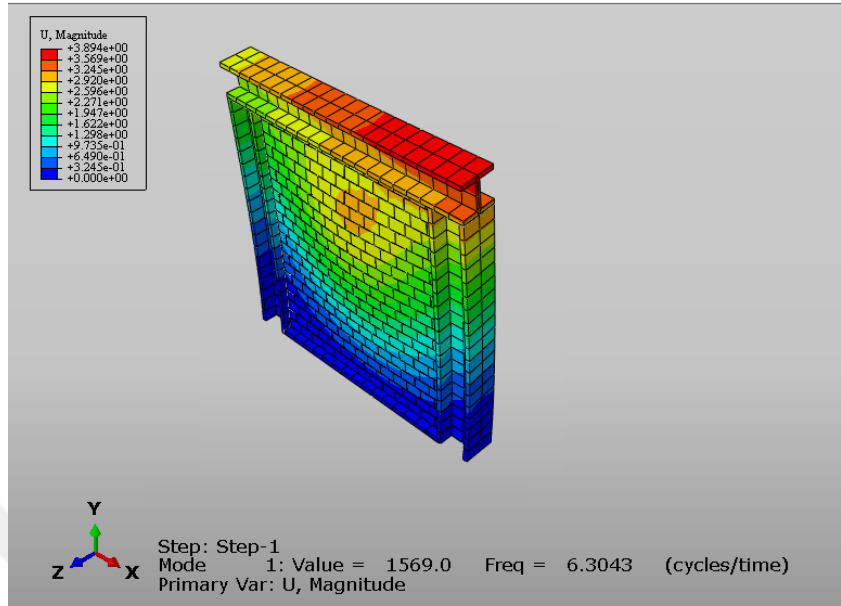 U, Magnitude
+3.894e+00
+3.569e+00
+3.245e+00
+2.920e+00
+2.596e+00
+2.271e+00
+1.947e+00
+1.622e+00
+1.298e+00
+9.735e-01
+6.490e-01
+3.245e-01
+0.000e+00
Y
Z X
Step: Step-1
Mode 1: Value = 1569.0 Freq = 6.3043 (cycles/time)
Primary Var: U, Magnitude